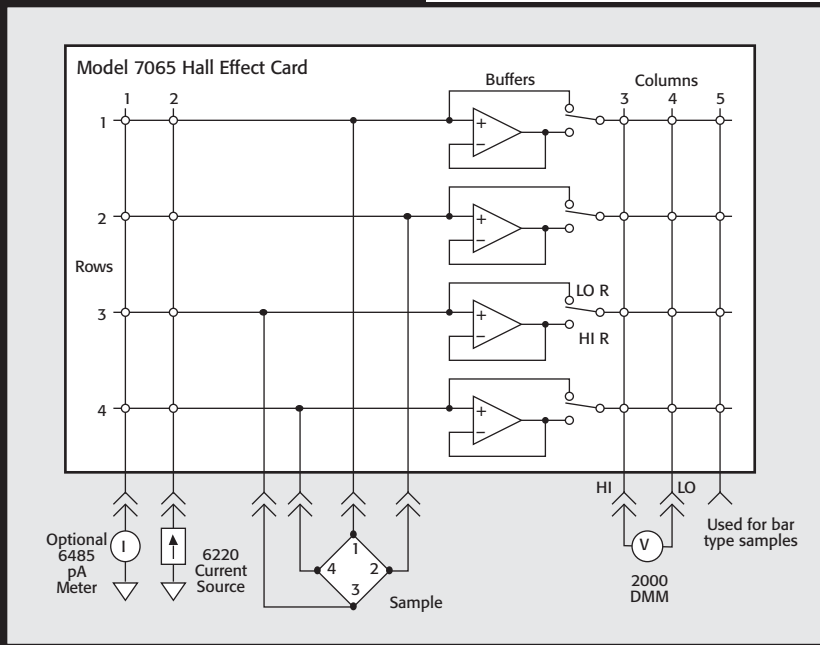 Model 7065 Hall Effect Card
Buffers
Columns
1 2
3 4 5
1
+
−
2
+
−
Rows
LO R
3
+
−
HI R
4
+
−
HI LO
Used for bar
type samples
Optional
6485
pA
Meter
I
6220
Current
Source
1
4 2
3
Sample
V
2000
DMM